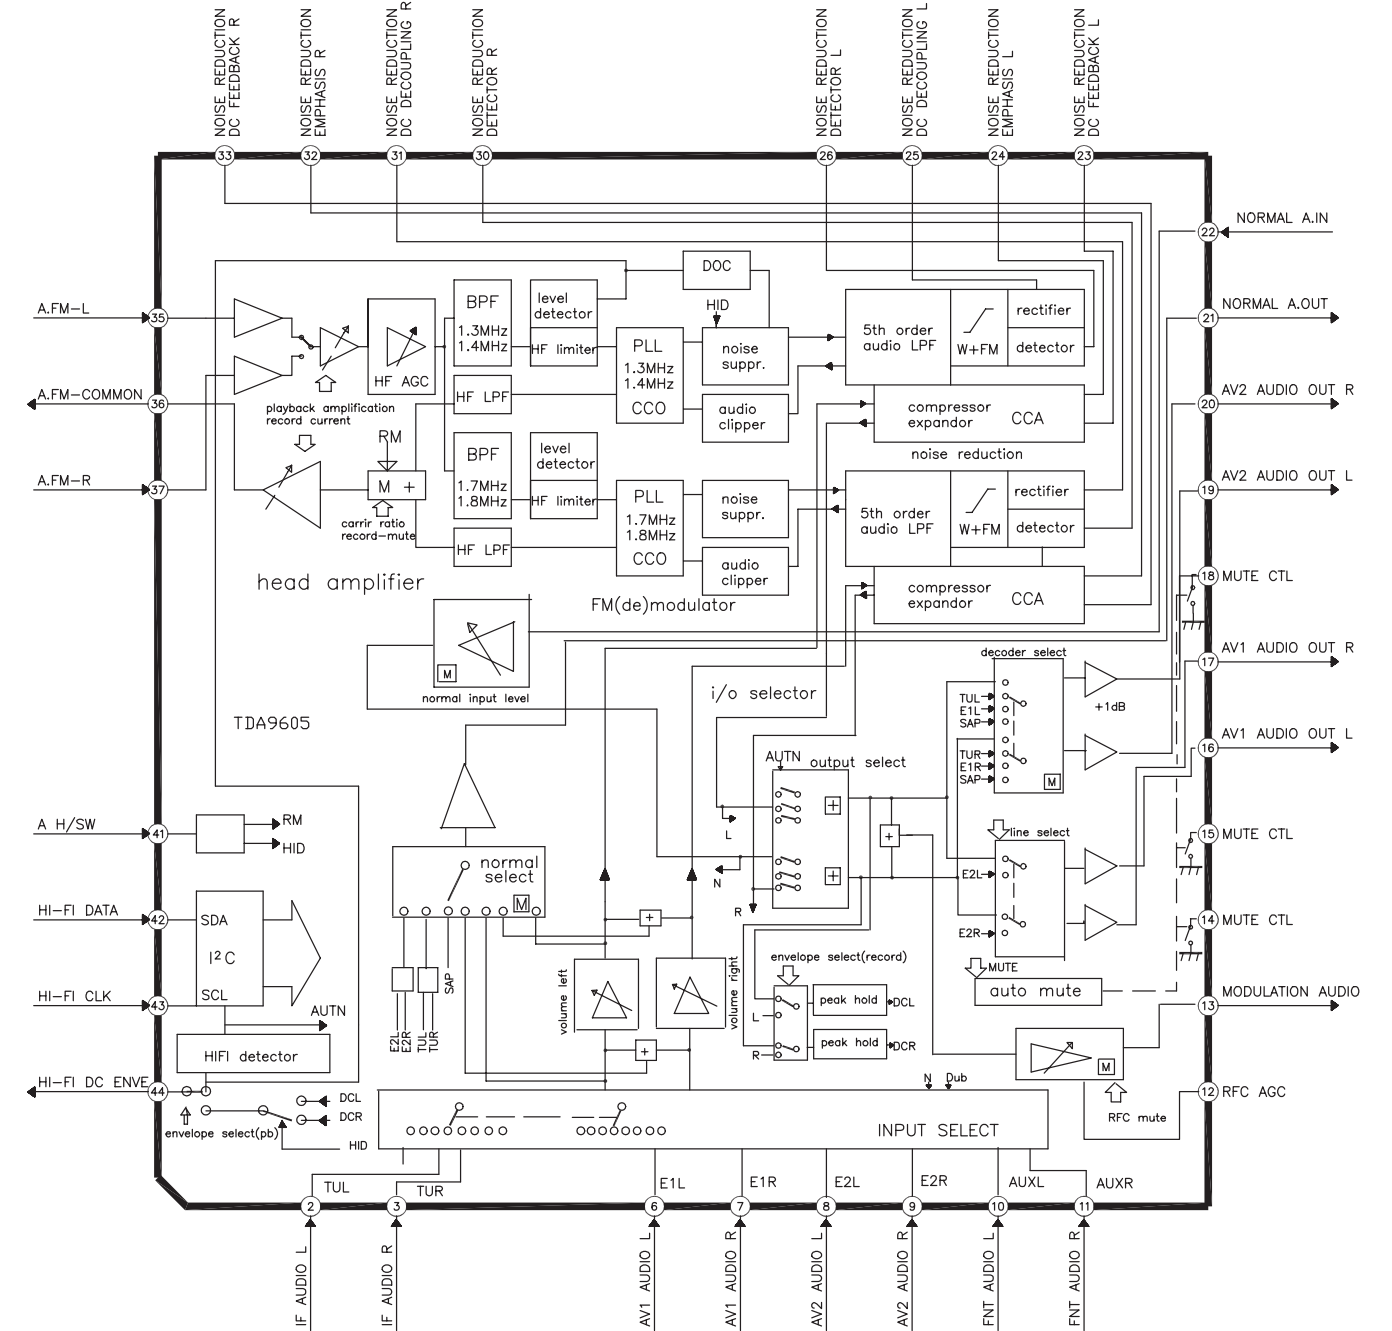 NOISE REDUCTION
DC FEEDBACK R
NOISE REDUCTION
EMPHASIS R
NOISE REDUCTION
DC DECOUPLING R
NOISE REDUCTION
DETECTOR R
NOISE REDUCTION
DETECTOR L
NOISE REDUCTION
DC DECOUPLING L
NOISE REDUCTION
EMPHASIS L
NOISE REDUCTION
DC FEEDBACK L
33
32
31
30
26
25
24
23
22
NORMAL A.IN
DOC
HID
A.FM-L
35
BPF
1.3MHz
1.4MHz
level
detector
HF limiter
PLL
1.3MHz
1.4MHz
CCO
noise
suppr.
5th order
audio LPF
W+FM
rectifier
detector
21
NORMAL A.OUT
HF AGC
HF LPF
audio
clipper
compressor
expandor
CCA
A.FM-COMMON
36
playback amplification
record current
20
AV2 AUDIO OUT R
RM
BPF
1.7MHz
1.8MHz
level
detector
HF limiter
noise reduction
A.FM-R
37
M +
carrir ratio
record-mute
PLL
1.7MHz
1.8MHz
CCO
noise
suppr.
5th order
audio LPF
W+FM
rectifier
detector
19
AV2 AUDIO OUT L
HF LPF
audio
clipper
compressor
expandor
CCA
18
MUTE CTL
head amplifier
FM(de)modulator
M
normal input level
i/o selector
decoder select
TUL
E1L
SAP
TUR
E1R
SAP
M
+1dB
17
AV1 AUDIO OUT R
TDA9605
AUTN
output select
+
+
+
L
N
R
16
AV1 AUDIO OUT L
A H/SW
41
RM
HID
normal
select
M
line select
E2L
E2R
15
MUTE CTL
HI-FI DATA
42
SDA
I²C
SCL
+
14
MUTE CTL
E2L
E2R
TUL
TUR
SAP
volume left
volume right
envelope select(record)
L
R
peak hold
DCL
peak hold
DCR
MUTE
auto mute
HI-FI CLK
43
AUTN
13
MODULATION AUDIO
HIFI detector
+
M
RFC mute
HI-FI DC ENVE
44
DCL
DCR
envelope select(pb)
HID
N
Dub
INPUT SELECT
12
RFC AGC
TUL
TUR
E1L
E1R
E2L
E2R
AUXL
AUXR
2
3
6
7
8
9
10
11
IF AUDIO L
IF AUDIO R
AV1 AUDIO L
AV1 AUDIO R
AV2 AUDIO L
AV2 AUDIO R
FNT AUDIO L
FNT AUDIO R